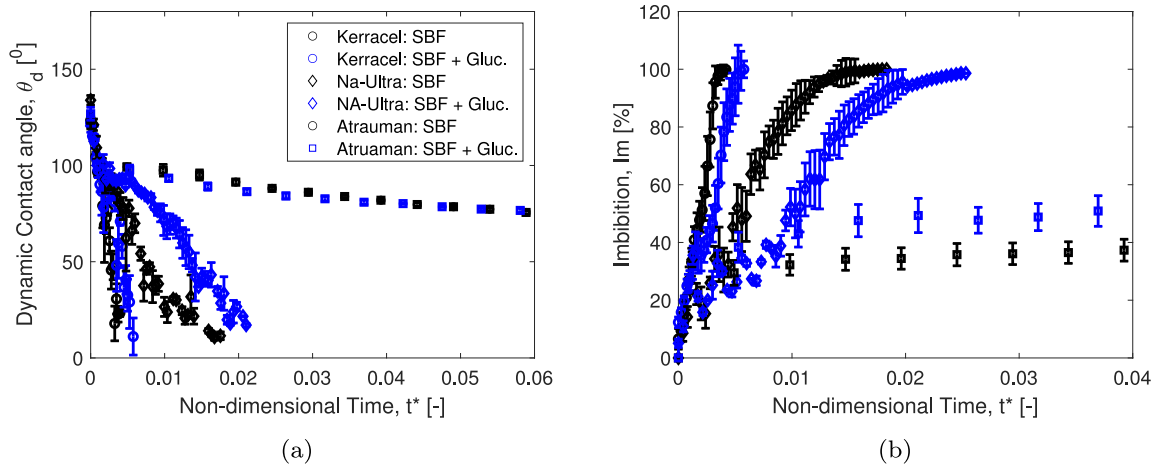 Kerracel: SBF
Kerracel: SBF + Gluc.
Na-Ultra: SBF
NA-Ultra: SBF + Gluc.
Atrauman: SBF
Atruaman: SBF + Gluc.
Dynamic Contact angle, θ_d [⁰]
150
100
50
0
0 0.01 0.02 0.03 0.04 0.05 0.06
Non-dimensional Time, t* [-]
(a)
Imbibition, Im [%]
120
100
80
60
40
20
0
0 0.01 0.02 0.03 0.04
Non-dimensional Time, t* [-]
(b)